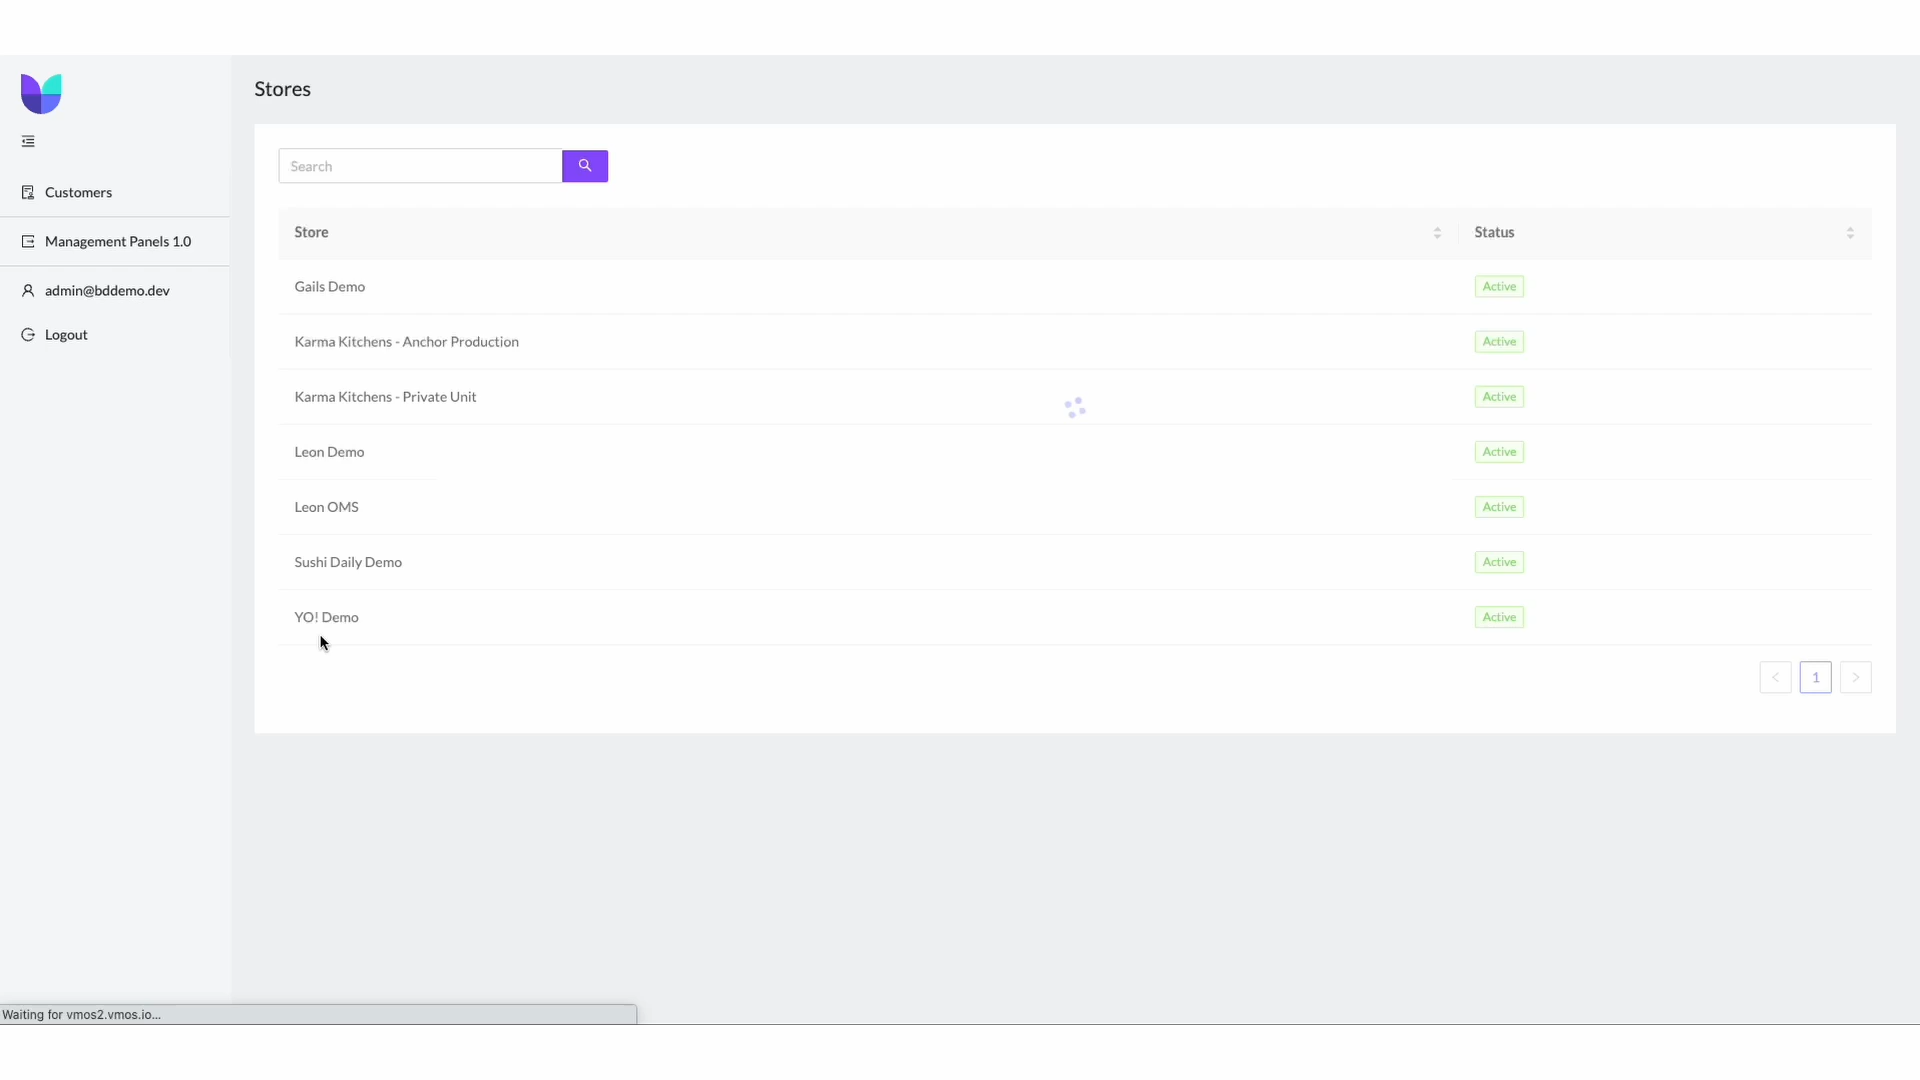 Stores
Search
Customers
Management Panels 1.0
admin@bddemo.dev
Logout
Store Status
Gails Demo Active
Karma Kitchens - Anchor Production Active
Karma Kitchens - Private Unit Active
Leon Demo Active
Leon OMS Active
Sushi Daily Demo Active
YO! Demo Active
< 1 >
Waiting for vmos2.vmos.io...